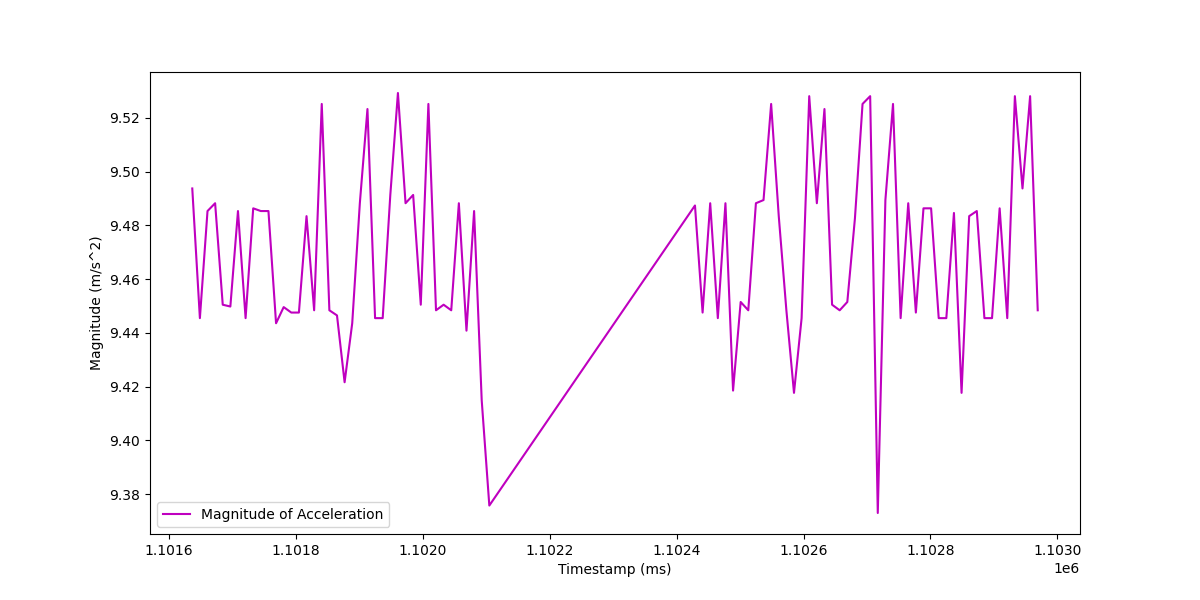 Magnitude (m/s^2)
9.52
9.50
9.48
9.46
9.44
9.42
9.40
9.38
Magnitude of Acceleration
1.1016 1.1018 1.1020 1.1022 1.1024 1.1026 1.1028 1.1030
Timestamp (ms)
1e6